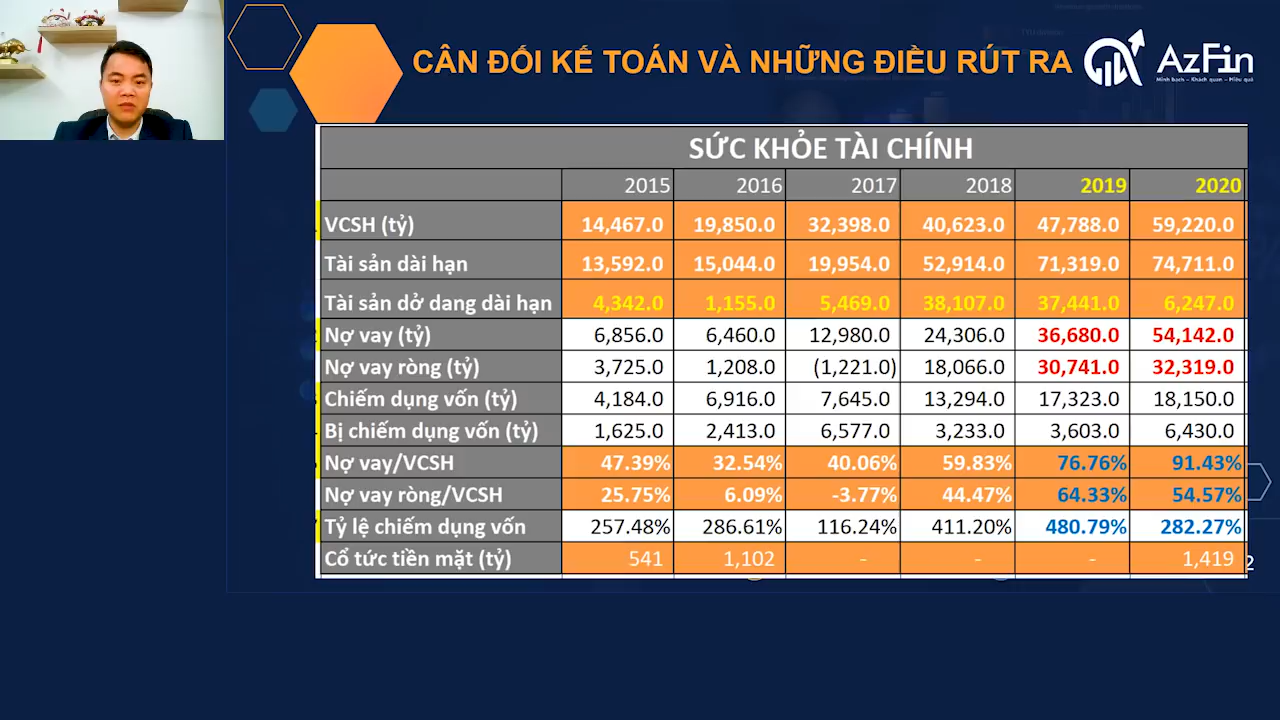 CÂN ĐỐI KẾ TOÁN VÀ NHỮNG ĐIỀU RÚT RA
AzFin
Minh bạch – Khách quan – Hiệu quả
SỨC KHỎE TÀI CHÍNH
2015 2016 2017 2018 2019 2020
VCSH (tỷ) 14,467.0 19,850.0 32,398.0 40,623.0 47,788.0 59,220.0
Tài sản dài hạn 13,592.0 15,044.0 19,954.0 52,914.0 71,319.0 74,711.0
Tài sản dở dang dài hạn 4,342.0 1,155.0 5,469.0 38,107.0 37,441.0 6,247.0
Nợ vay (tỷ) 6,856.0 6,460.0 12,980.0 24,306.0 36,680.0 54,142.0
Nợ vay ròng (tỷ) 3,725.0 1,208.0 (1,221.0) 18,066.0 30,741.0 32,319.0
Chiếm dụng vốn (tỷ) 4,184.0 6,916.0 7,645.0 13,294.0 17,323.0 18,150.0
Bị chiếm dụng vốn (tỷ) 1,625.0 2,413.0 6,577.0 3,233.0 3,603.0 6,430.0
Nợ vay/VCSH 47.39% 32.54% 40.06% 59.83% 76.76% 91.43%
Nợ vay ròng/VCSH 25.75% 6.09% -3.77% 44.47% 64.33% 54.57%
Tỷ lệ chiếm dụng vốn 257.48% 286.61% 116.24% 411.20% 480.79% 282.27%
Cổ tức tiền mặt (tỷ) 541 1,102 - - - 1,419
2